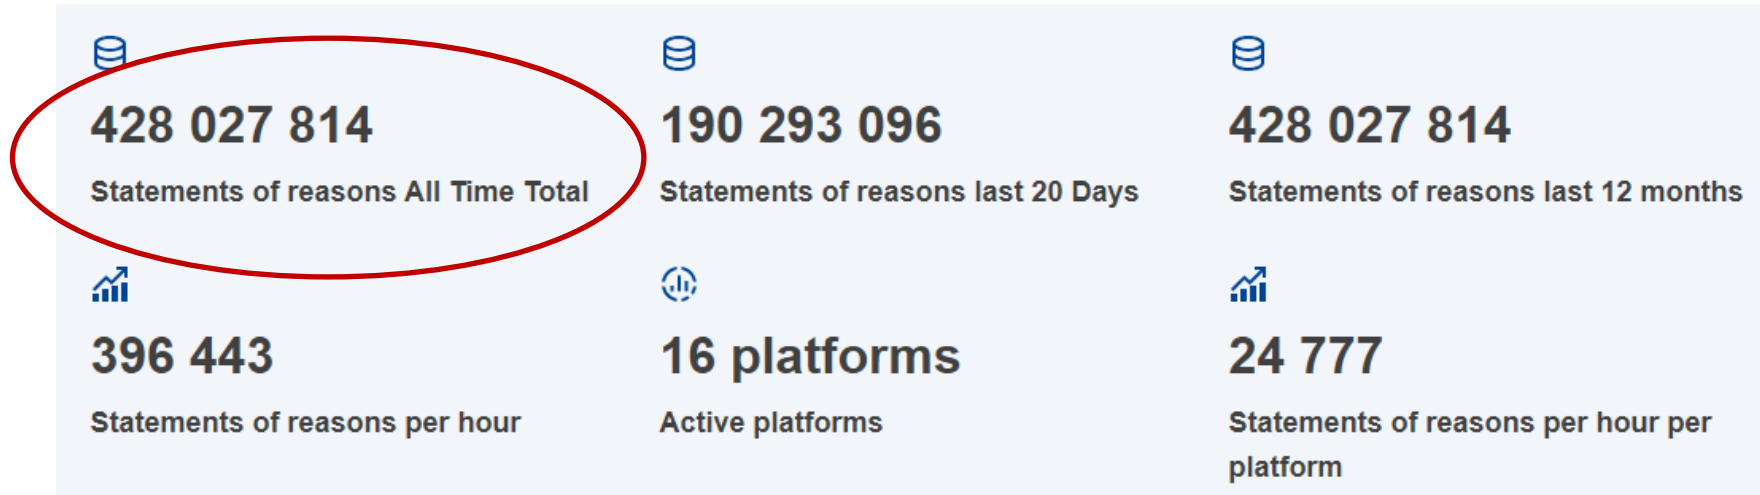 428 027 814
Statements of reasons All Time Total
190 293 096
Statements of reasons last 20 Days
428 027 814
Statements of reasons last 12 months
396 443
Statements of reasons per hour
16 platforms
Active platforms
24 777
Statements of reasons per hour per
platform